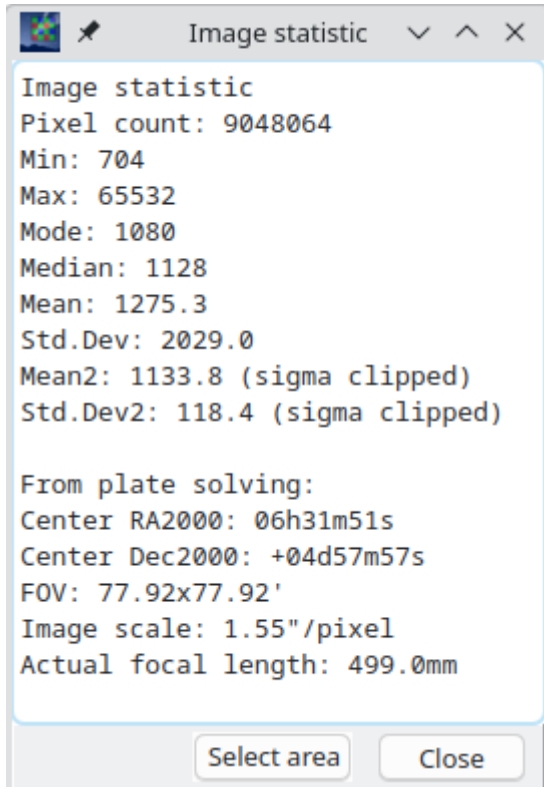 Image statistic
Image statistic
Pixel count: 9048064
Min: 704
Max: 65532
Mode: 1080
Median: 1128
Mean: 1275.3
Std.Dev: 2029.0
Mean2: 1133.8 (sigma clipped)
Std.Dev2: 118.4 (sigma clipped)
From plate solving:
Center RA2000: 06h31m51s
Center Dec2000: +04d57m57s
FOV: 77.92x77.92'
Image scale: 1.55"/pixel
Actual focal length: 499.0mm
Select area Close